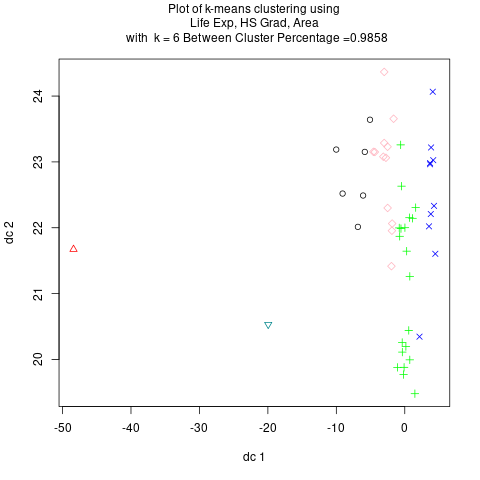 Plot of k-means clustering using
Life Exp, HS Grad, Area
with k = 6 Between Cluster Percentage =0.9858
dc 2
24
23
22
21
20
-50
-40
-30
-20
-10
0
dc 1